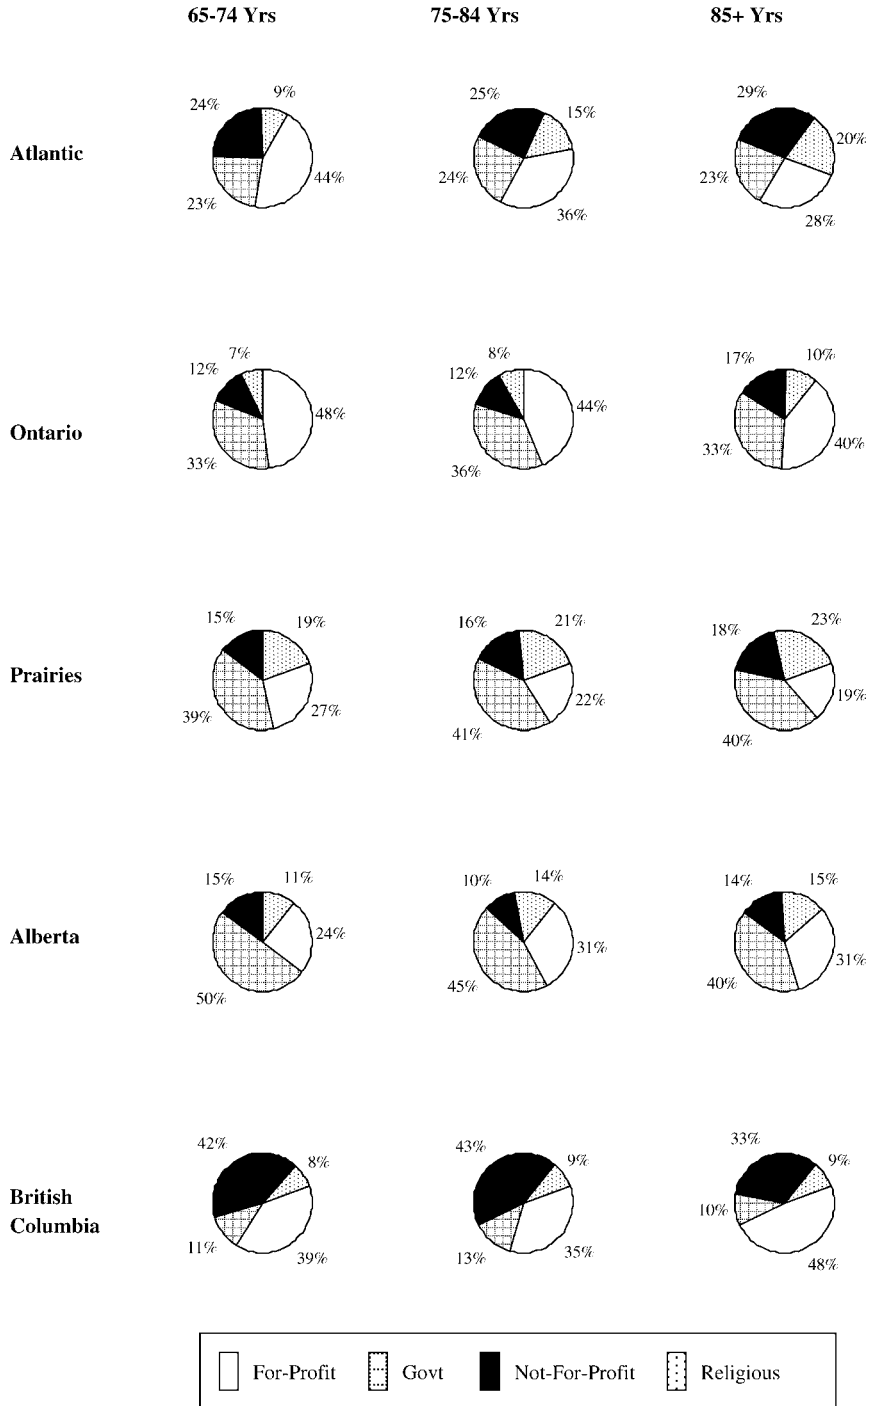 65-74 Yrs 75-84 Yrs 85+ Yrs
24% 9% 25% 15% 29% 20%
Atlantic
23% 44% 24% 36% 23% 28%
12% 7% 12% 8% 17% 10%
Ontario
33% 48% 36% 44% 33% 40%
15% 19% 16% 21% 18% 23%
Prairies
39% 27% 41% 22% 40% 19%
15% 11% 10% 14% 14% 15%
Alberta
50% 24% 45% 31% 40% 31%
42% 8% 43% 9% 33% 9%
British
Columbia
11% 39% 13% 35% 10% 48%
For-Profit Govt Not-For-Profit Religious